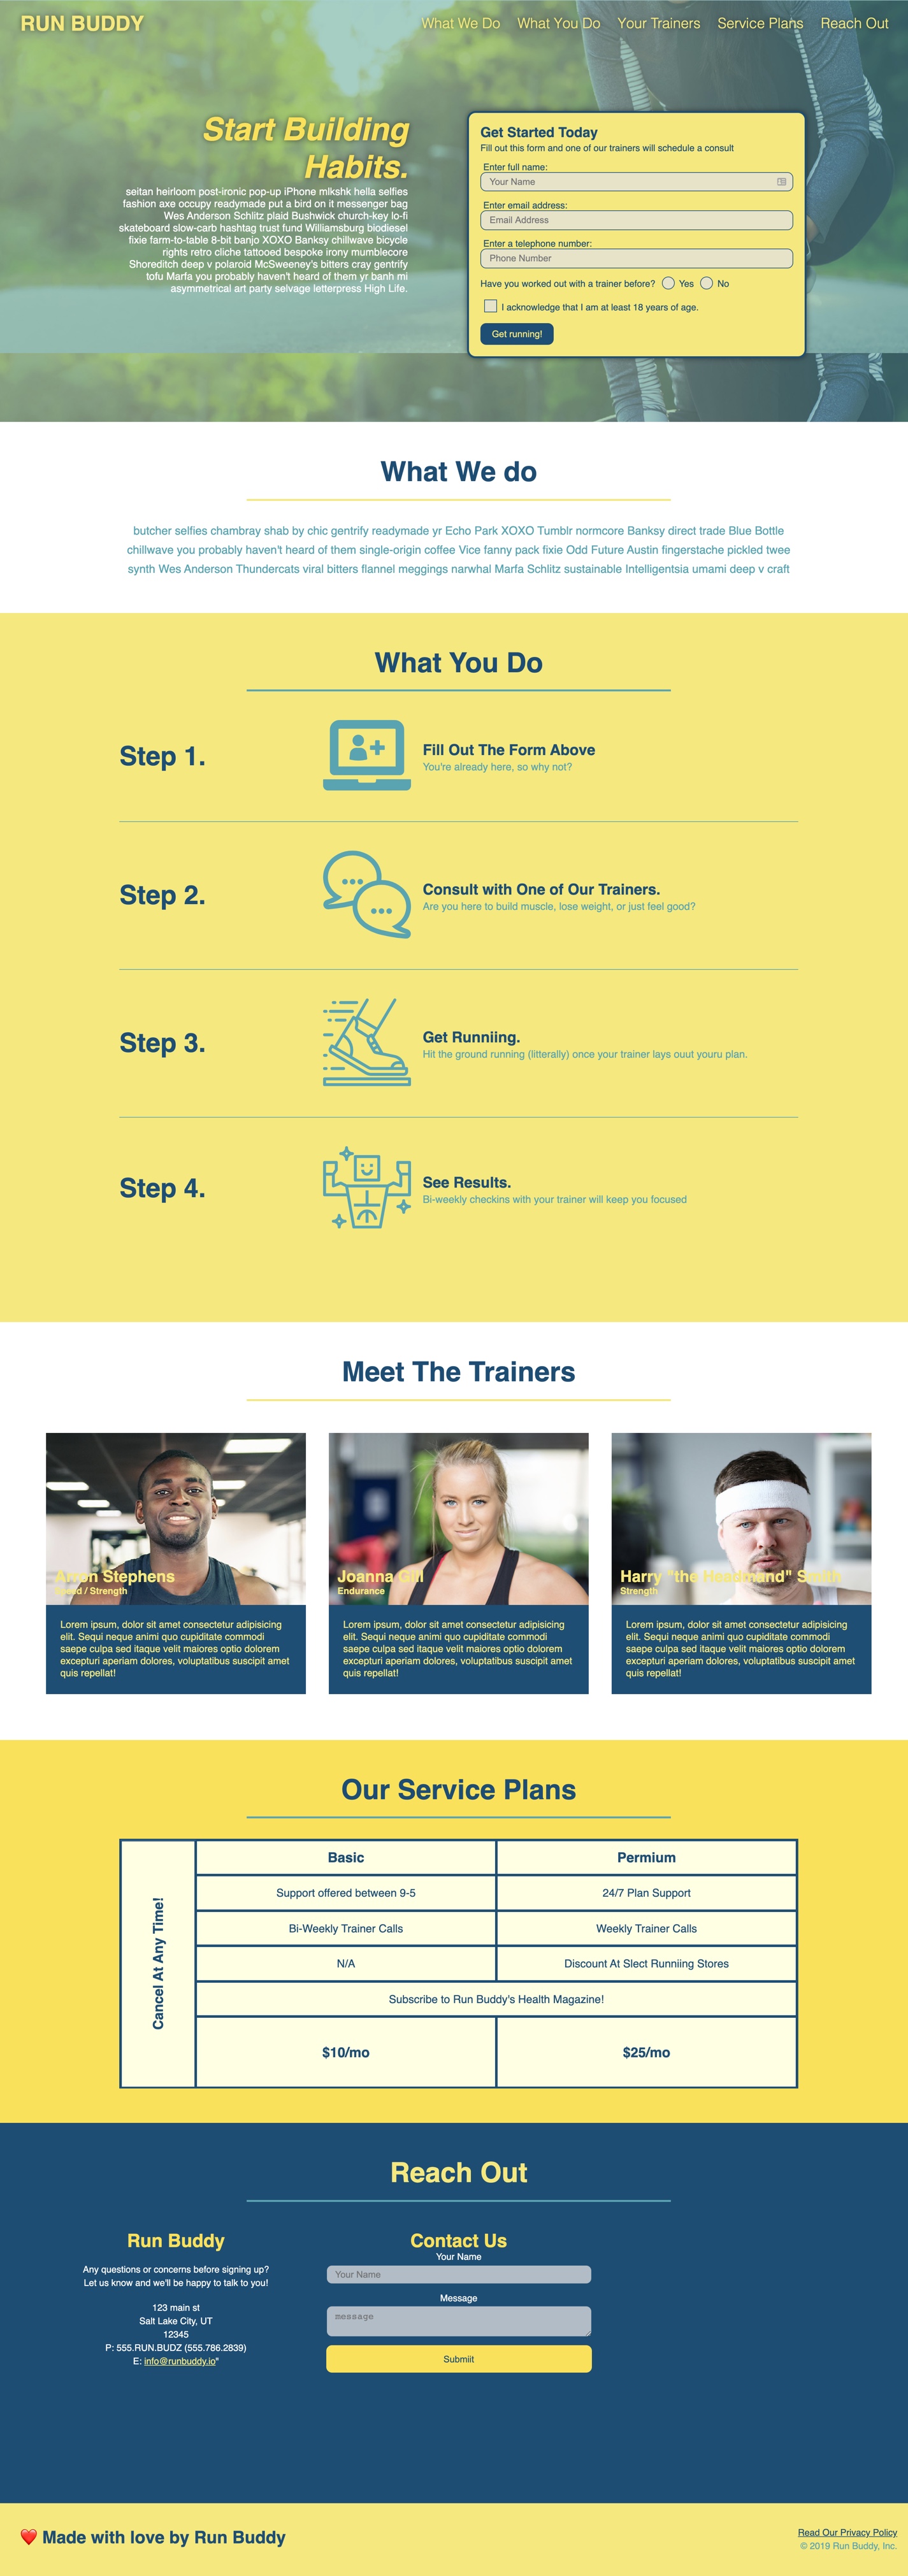 RUN BUDDY
What We Do What You Do Your Trainers Service Plans Reach Out
Start Building
Habits.
seitan heirloom post-ironic pop-up iPhone mlkshk hella selfies
fashion axe occupy readymade put a bird on it messenger bag
Wes Anderson Schlitz plaid Bushwick church-key lo-fi
skateboard slow-carb hashtag trust fund Williamsburg biodiesel
fixie farm-to-table 8-bit banjo XOXO Banksy chillwave bicycle
rights retro cliche tattooed bespoke irony mumblecore
Shoreditch deep v polaroid McSweeney's bitters cray gentrify
tofu Marfa you probably haven't heard of them yr banh mi
asymmetrical art party selvage letterpress High Life.
Get Started Today
Fill out this form and one of our trainers will schedule a consult
Enter full name:
Your Name
Enter email address:
Email Address
Enter a telephone number:
Phone Number
Have you worked out with a trainer before? Yes No
I acknowledge that I am at least 18 years of age.
Get running!
What We do
butcher selfies chambray shab by chic gentrify readymade yr Echo Park XOXO Tumblr normcore Banksy direct trade Blue Bottle
chillwave you probably haven't heard of them single-origin coffee Vice fanny pack fixie Odd Future Austin fingerstache pickled twee
synth Wes Anderson Thundercats viral bitters flannel meggings narwhal Marfa Schlitz sustainable Intelligentsia umami deep v craft
What You Do
Step 1.
Fill Out The Form Above
You're already here, so why not?
Step 2.
Consult with One of Our Trainers.
Are you here to build muscle, lose weight, or just feel good?
Step 3.
Get Runniing.
Hit the ground running (litterally) once your trainer lays ouut youru plan.
Step 4.
See Results.
Bi-weekly checkins with your trainer will keep you focused
Meet The Trainers
Arron Stephens
Speed / Strength
Lorem ipsum, dolor sit amet consectetur adipisicing
elit. Sequi neque animi quo cupiditate commodi
saepe culpa sed itaque velit maiores optio dolorem
excepturi aperiam dolores, voluptatibus suscipit amet
quis repellat!
Joanna Gill
Endurance
Lorem ipsum, dolor sit amet consectetur adipisicing
elit. Sequi neque animi quo cupiditate commodi
saepe culpa sed itaque velit maiores optio dolorem
excepturi aperiam dolores, voluptatibus suscipit amet
quis repellat!
Harry "the Headmand" Smith
Strength
Lorem ipsum, dolor sit amet consectetur adipisicing
elit. Sequi neque animi quo cupiditate commodi
saepe culpa sed itaque velit maiores optio dolorem
excepturi aperiam dolores, voluptatibus suscipit amet
quis repellat!
Our Service Plans
Cancel At Any Time!
Basic Permium
Support offered between 9-5 24/7 Plan Support
Bi-Weekly Trainer Calls Weekly Trainer Calls
N/A Discount At Slect Runniing Stores
Subscribe to Run Buddy's Health Magazine!
$10/mo $25/mo
Reach Out
Run Buddy
Any questions or concerns before signing up?
Let us know and we'll be happy to talk to you!
123 main st
Salt Lake City, UT
12345
P: 555.RUN.BUDZ (555.786.2839)
E: info@runbuddy.io"
Contact Us
Your Name
Your Name
Message
message
Submiit
❤️ Made with love by Run Buddy
Read Our Privacy Policy
© 2019 Run Buddy, Inc.